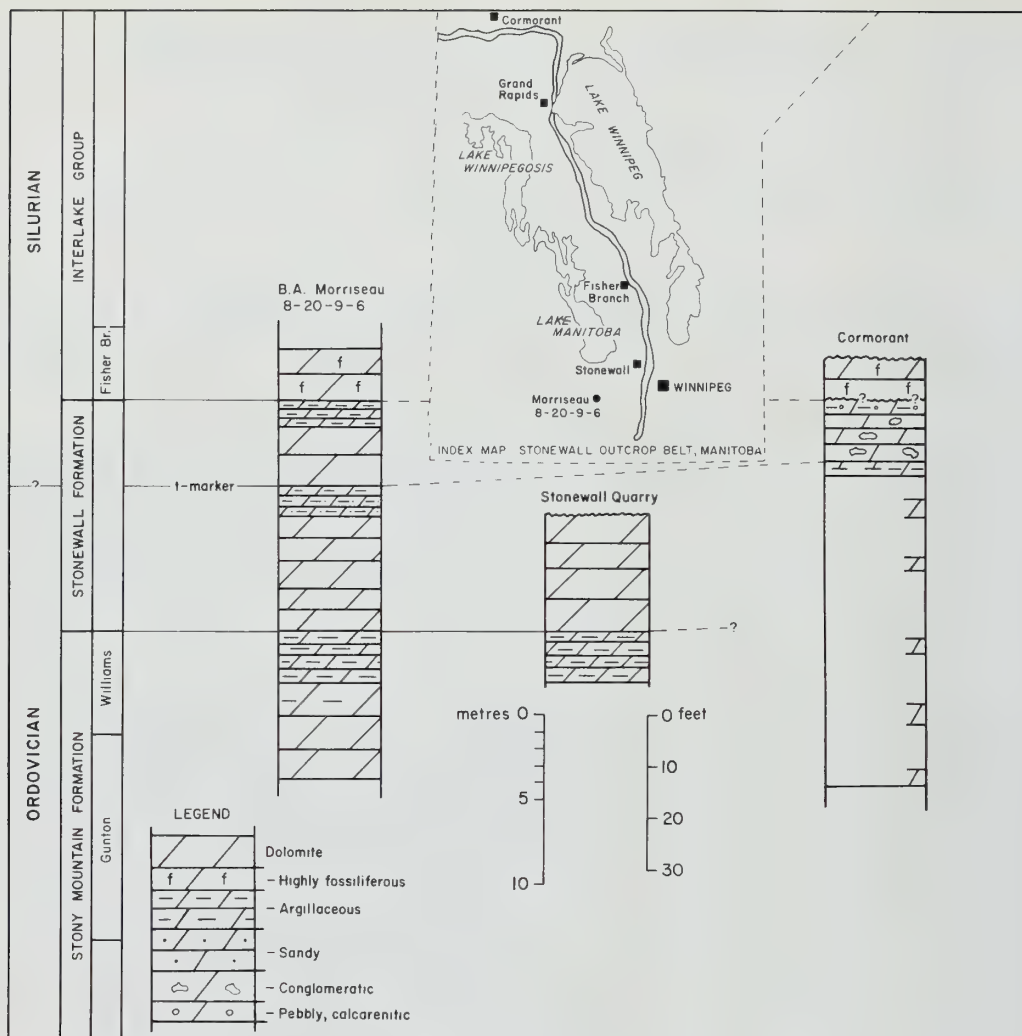 SILURIAN
?
ORDOVICIAN
INTERLAKE GROUP
STONEWALL FORMATION
STONY MOUNTAIN FORMATION
Fisher Br.
Williams
Gunton
B.A. Morriseau
8-20-9-6
f
f f
t-marker
Cormorant
Grand
Rapids
LAKE WINNIPEG
LAKE
WINNIPEGOSIS
Fisher
Branch
LAKE
MANITOBA
Stonewall
WINNIPEG
Morriseau
8-20-9-6
INDEX MAP STONEWALL OUTCROP BELT, MANITOBA
Stonewall Quarry
?
Cormorant
f
f f
? ?
metres 0
5
10
0 feet
10
20
30
LEGEND
Dolomite
f f - Highly fossiliferous
- Argillaceous
- Sandy
- Conglomeratic
- Pebbly, calcarenitic